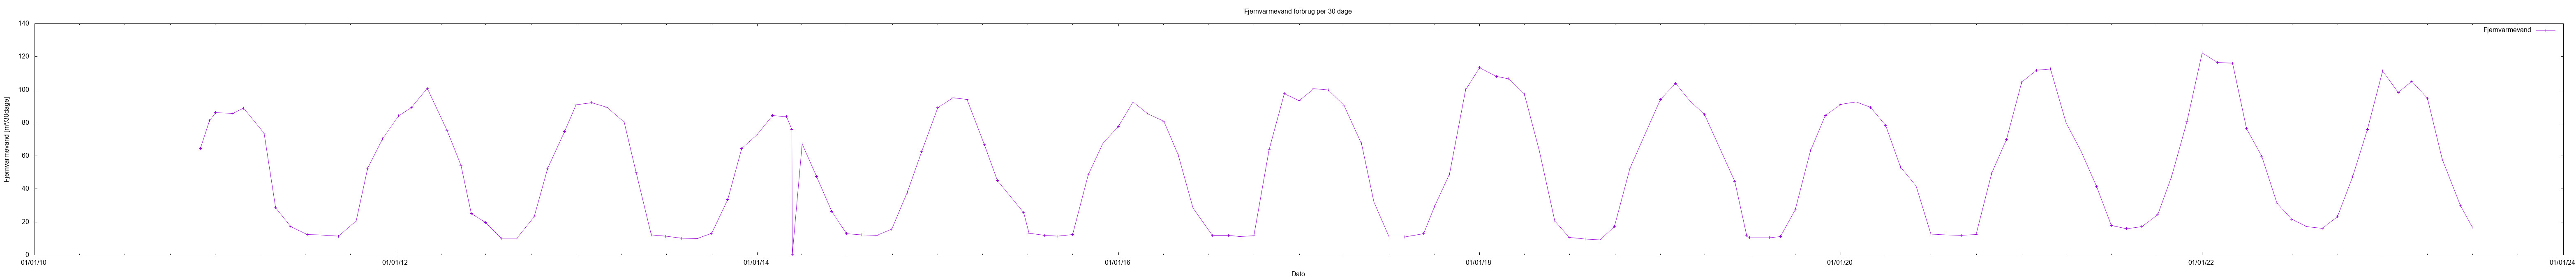 Fjernvarmevand forbrug per 30 dage
Fjernvarmevand
Fjernvarmevand [m³/30dage]
140
120
100
80
60
40
20
0
01/01/10 01/01/12 01/01/14 01/01/16 01/01/18 01/01/20 01/01/22 01/01/24
Dato